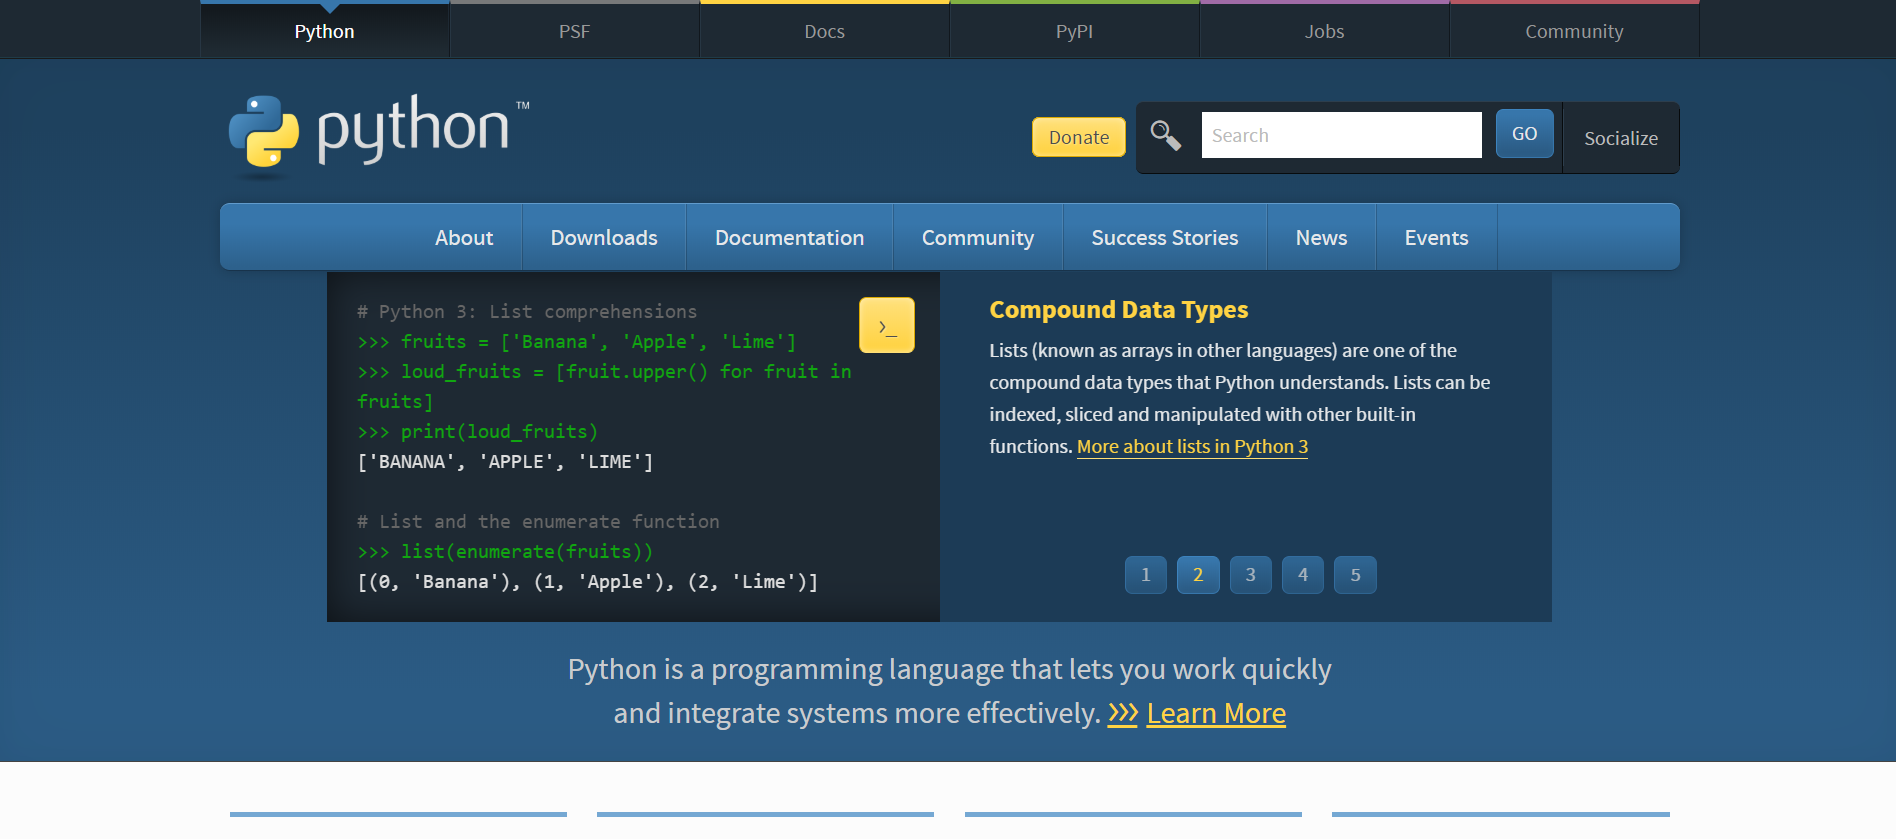 Python
PSF
Docs
PyPI
Jobs
Community
python™
Donate
Search
GO
Socialize
About
Downloads
Documentation
Community
Success Stories
News
Events
# Python 3: List comprehensions
>>> fruits = ['Banana', 'Apple', 'Lime']
>>> loud_fruits = [fruit.upper() for fruit in
fruits]
>>> print(loud_fruits)
['BANANA', 'APPLE', 'LIME']
# List and the enumerate function
>>> list(enumerate(fruits))
[(0, 'Banana'), (1, 'Apple'), (2, 'Lime')]
>_
Compound Data Types
Lists (known as arrays in other languages) are one of the
compound data types that Python understands. Lists can be
indexed, sliced and manipulated with other built-in
functions. More about lists in Python 3
1
2
3
4
5
Python is a programming language that lets you work quickly
and integrate systems more effectively. >>> Learn More